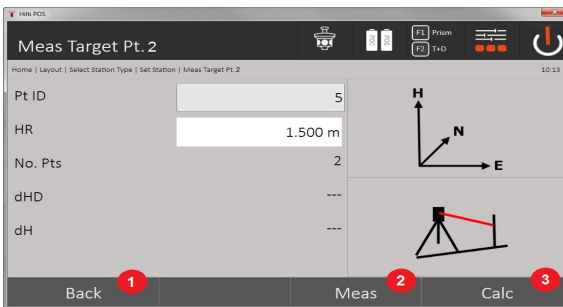 Hilti POS
Meas Target Pt. 2
POC
POS
F1 Prism
F2 T+D
Home | Layout | Select Station Type | Set Station | Meas Target Pt. 2
10:13
Pt ID 5
HR 1.500 m
No. Pts 2
dHD ---
dH ---
H
N
E
1
2
3
Back Meas Calc